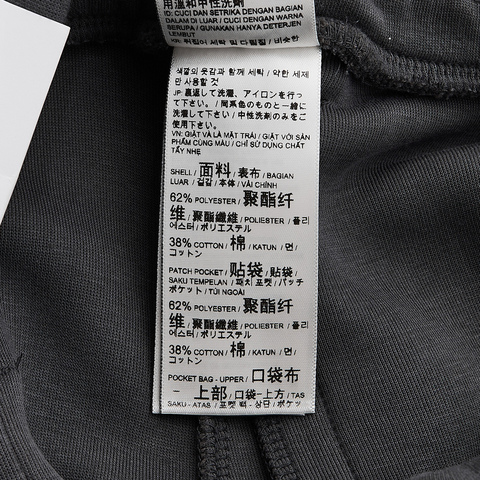 用溫和中性洗劑
ID: CUCI DAN SETRIKA DENGAN BAGIAN
DALAM DI LUAR / CUCI DENGAN WARNA
SERUPA / GUNAKAN HANYA DETERJEN
LEMBUT
KR: 뒤집어 세탁 및 다림질 / 비슷한
색깔의 옷감과 함께 세탁 / 약한 세제
만 사용할 것
JP: 裏返して洗濯、アイロンを行っ
て下さい。/ 同系色のものと一緒に
洗濯して下さい / 中性洗剤のみをご
使用下さい。
VN: GIẶT VÀ LÀ MẶT TRÁI / GIẶT VỚI SẢN
PHẨM CÙNG MÀU / CHỈ SỬ DỤNG CHẤT
TẨY NHẸ
SHELL / 面料 / 表布 / BAGIAN
LUAR / 겉감 / 本体 / VẢI CHÍNH
62% POLYESTER / 聚酯纤
维 / 聚酯纖維 / POLIESTER / 폴리
에스터 / ポリエステル
38% COTTON / 棉 / KATUN / 면 /
コットン
PATCH POCKET / 贴袋 / 貼袋 /
SAKU TEMPELAN / 패치 포켓 / パッチ
ポケット / TÚI NGOÀI
62% POLYESTER / 聚酯纤
维 / 聚酯纖維 / POLIESTER / 폴리
에스터 / ポリエステル
38% COTTON / 棉 / KATUN / 면 /
コットン
POCKET BAG - UPPER / 口袋布
- 上部 / 口袋-上方 / TAS
SAKU - ATAS / 포켓 백 - 상단 / ポケッ